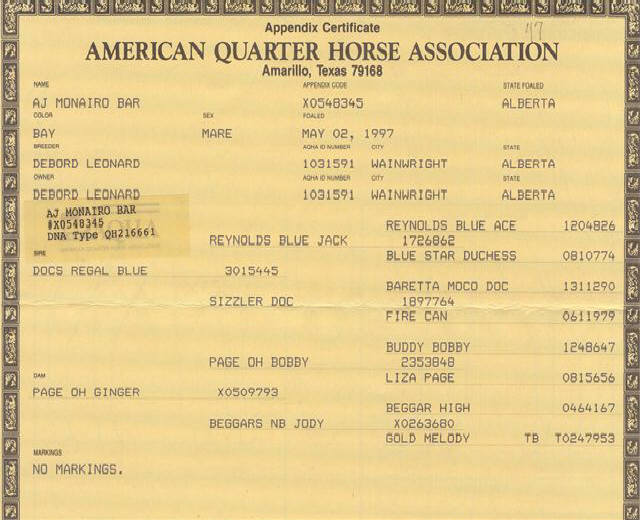 Appendix Certificate
AMERICAN QUARTER HORSE ASSOCIATION
Amarillo, Texas 79168
NAME APPENDIX CODE STATE FOALED
AJ MONAIRO BAR X0548345 ALBERTA
COLOR SEX FOALED
BAY MARE MAY 02, 1997
BREEDER AQHA ID NUMBER CITY STATE
DEBORD LEONARD 1031591 WAINWRIGHT ALBERTA
OWNER AQHA ID NUMBER CITY STATE
DEBORD LEONARD 1031591 WAINWRIGHT ALBERTA
AJ MONAIRO BAR
#X0548345
DNA Type QH216661
REYNOLDS BLUE ACE 1204826
REYNOLDS BLUE JACK 1726862
BLUE STAR DUCHESS 0810774
SIRE
DOCS REGAL BLUE 3015445
BARETTA MOCO DOC 1311290
SIZZLER DOC 1897764
FIRE CAN 0611979
BUDDY BOBBY 1248647
PAGE OH BOBBY 2353848
LIZA PAGE 0815656
DAM
PAGE OH GINGER X0509793
BEGGAR HIGH 0464167
BEGGARS NB JODY X0263680
GOLD MELODY TB T0247953
MARKINGS
NO MARKINGS.